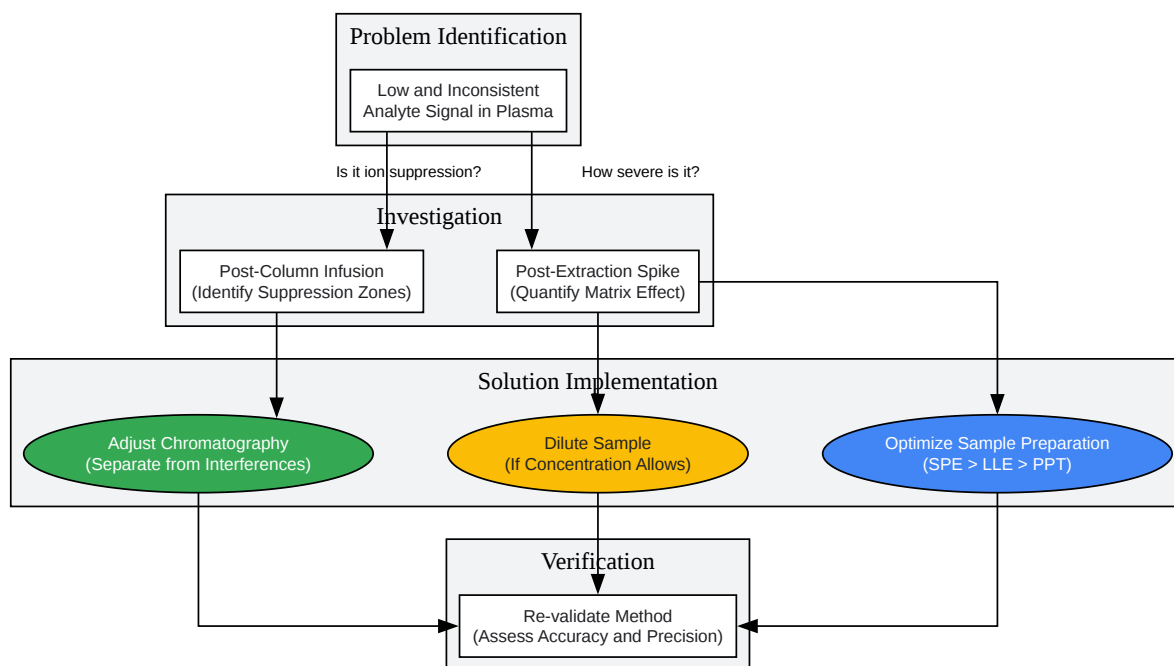 Problem Identification
Low and Inconsistent
Analyte Signal in Plasma
Is it ion suppression?
How severe is it?
Investigation
Post-Column Infusion
(Identify Suppression Zones)
Post-Extraction Spike
(Quantify Matrix Effect)
Solution Implementation
Adjust Chromatography
(Separate from Interferences)
Dilute Sample
(If Concentration Allows)
Optimize Sample Preparation
(SPE > LLE > PPT)
Verification
Re-validate Method
(Assess Accuracy and Precision)